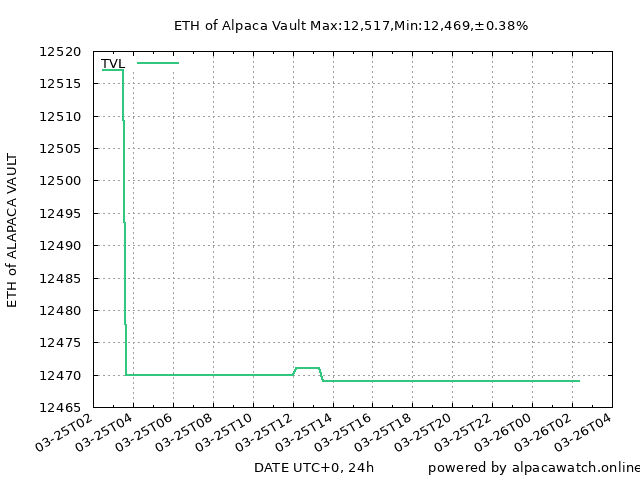 ETH of Alpaca Vault Max:12,517,Min:12,469,±0.38%
TVL
12520
12515
12510
12505
12500
12495
12490
12485
12480
12475
12470
12465
ETH of ALAPACA VAULT
03-25T02
03-25T04
03-25T06
03-25T08
03-25T10
03-25T12
03-25T14
03-25T16
03-25T18
03-25T20
03-25T22
03-26T00
03-26T02
03-26T04
DATE UTC+0, 24h
powered by alpacawatch.online